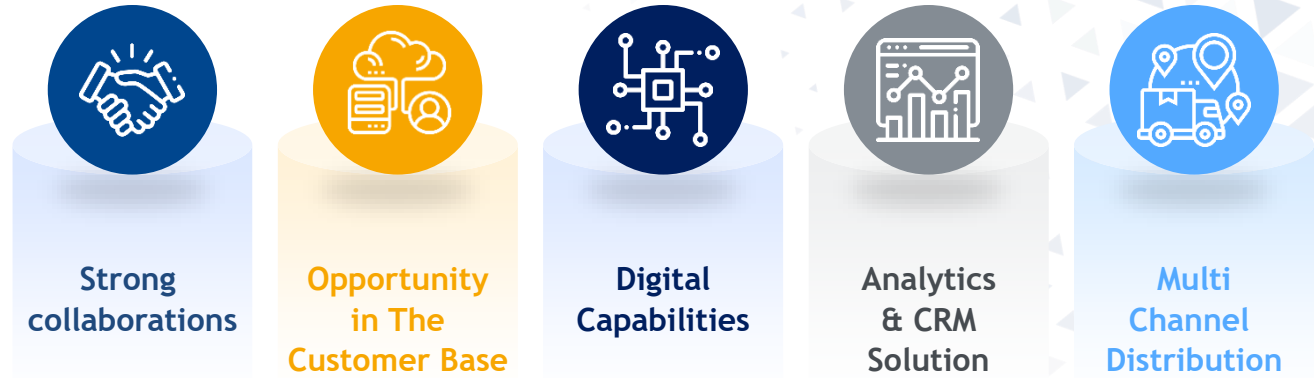 Strong
collaborations
Opportunity
in The
Customer Base
Digital
Capabilities
Analytics
& CRM
Solution
Multi
Channel
Distribution